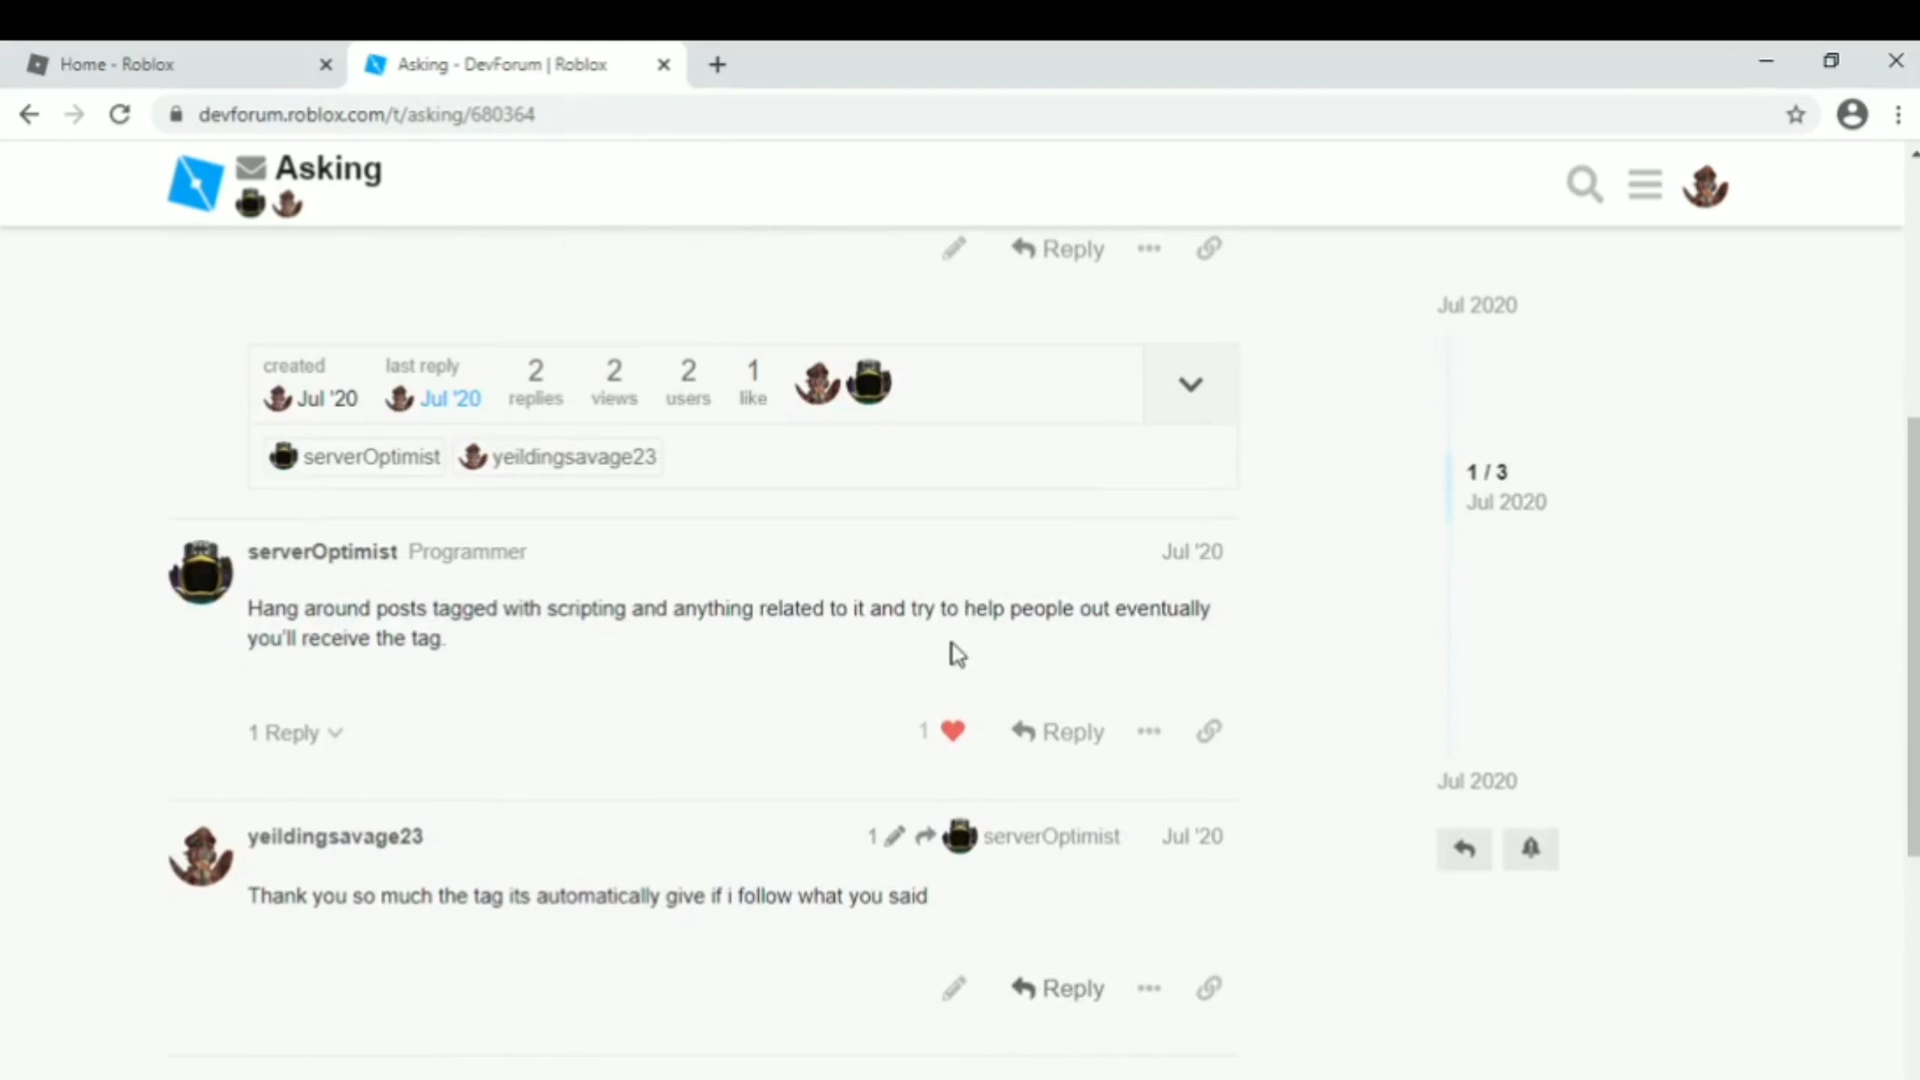 Home - Roblox
Asking - DevForum | Roblox
devforum.roblox.com/t/asking/680364
Asking
Reply
Jul 2020
created
last reply
2
2
2
1
Jul '20
Jul '20
replies
views
users
like
serverOptimist
yeildingsavage23
1 / 3
Jul 2020
serverOptimist Programmer
Jul '20
Hang around posts tagged with scripting and anything related to it and try to help people out eventually
you'll receive the tag.
1 Reply
1
Reply
Jul 2020
yeildingsavage23
1
serverOptimist
Jul '20
Thank you so much the tag its automatically give if i follow what you said
Reply